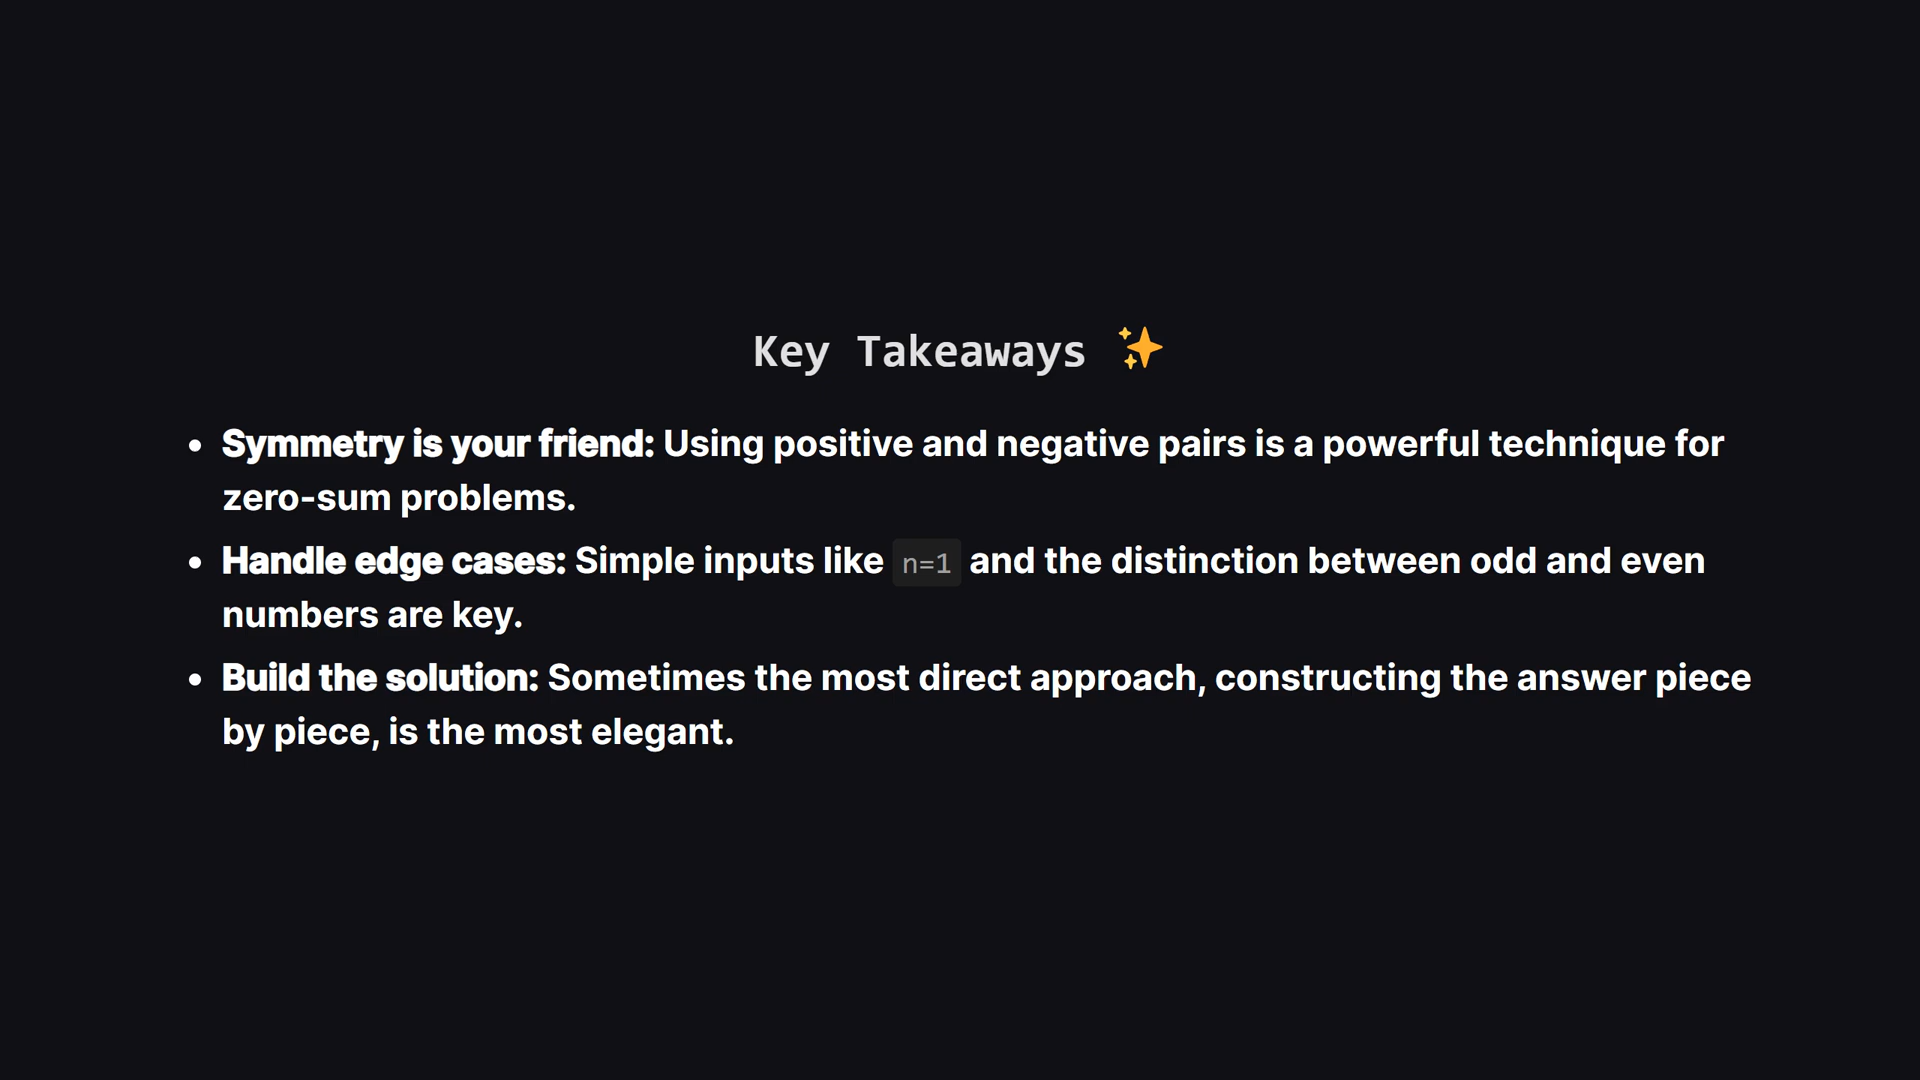 Key Takeaways ✨
• Symmetry is your friend: Using positive and negative pairs is a powerful technique for
zero-sum problems.
• Handle edge cases: Simple inputs like n=1 and the distinction between odd and even
numbers are key.
• Build the solution: Sometimes the most direct approach, constructing the answer piece
by piece, is the most elegant.